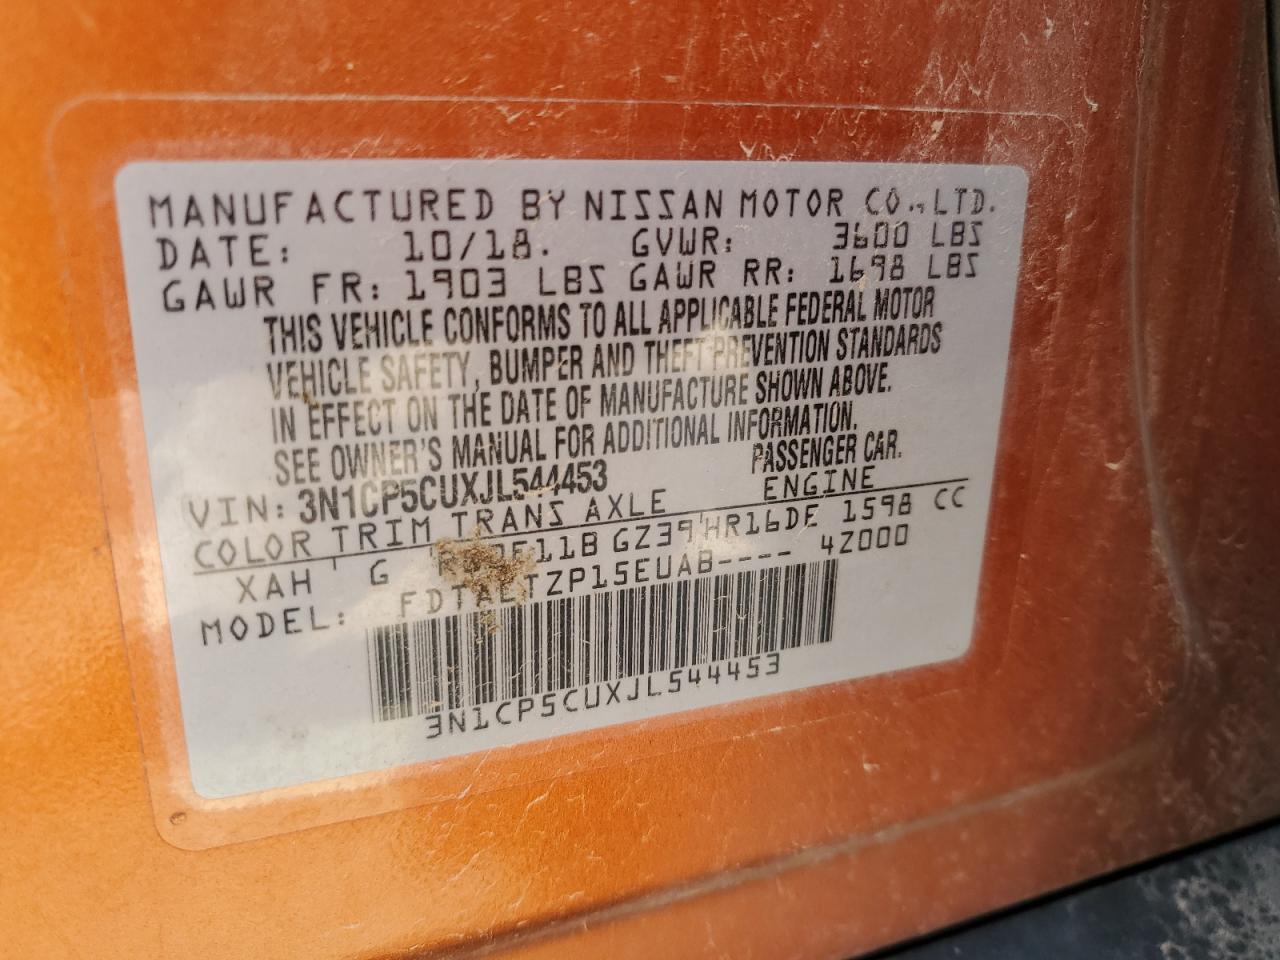 MANUFACTURED BY NISSAN MOTOR CO.,LTD.
DATE: 10/18. GVWR: 3600 LBS
GAWR FR: 1903 LBS GAWR RR: 1698 LBS
THIS VEHICLE CONFORMS TO ALL APPLICABLE FEDERAL MOTOR
VEHICLE SAFETY, BUMPER AND THEFT PREVENTION STANDARDS
IN EFFECT ON THE DATE OF MANUFACTURE SHOWN ABOVE.
SEE OWNER'S MANUAL FOR ADDITIONAL INFORMATION.
VIN: 3N1CP5CUXJL544453 PASSENGER CAR.
COLOR TRIM TRANS AXLE ENGINE
XAH G GZ39 HR16DE 1598 CC
MODEL: 4Z000
3N1CP5CUXJL544453